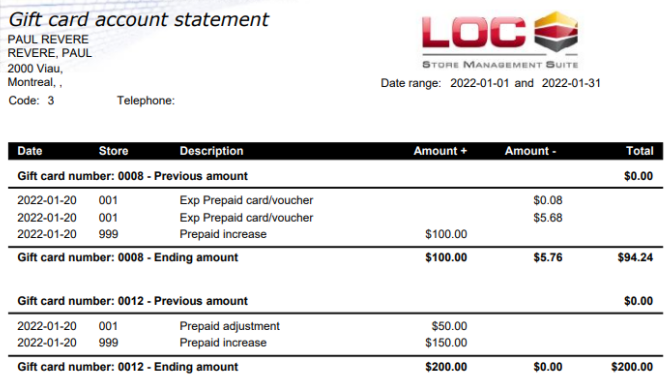 Gift card account statement
PAUL REVERE
REVERE, PAUL
2000 Viau,
Montreal, ,
Code: 3 Telephone:
LOC
STORE MANAGEMENT SUITE
Date range: 2022-01-01 and 2022-01-31
Date Store Description Amount + Amount - Total
Gift card number: 0008 - Previous amount $0.00
2022-01-20 001 Exp Prepaid card/voucher $0.08
2022-01-20 001 Exp Prepaid card/voucher $5.68
2022-01-20 999 Prepaid increase $100.00
Gift card number: 0008 - Ending amount $100.00 $5.76 $94.24
Gift card number: 0012 - Previous amount $0.00
2022-01-20 001 Prepaid adjustment $50.00
2022-01-20 999 Prepaid increase $150.00
Gift card number: 0012 - Ending amount $200.00 $0.00 $200.00